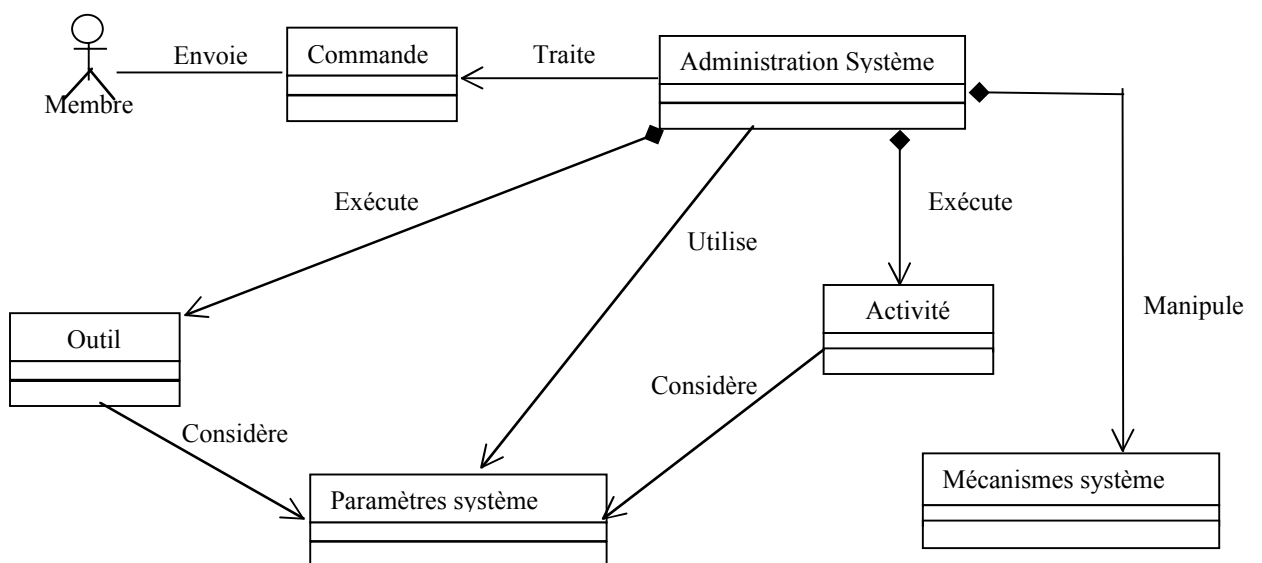 Envoie
Commande
Traite
Administration Système
Membre
Exécute
Exécute
Utilise
Manipule
Outil
Activité
Considère
Considère
Paramètres système
Mécanismes système